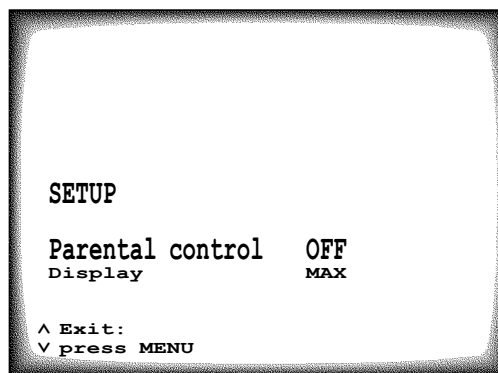 SETUP
Parental control OFF
Display MAX
^ Exit:
v press MENU